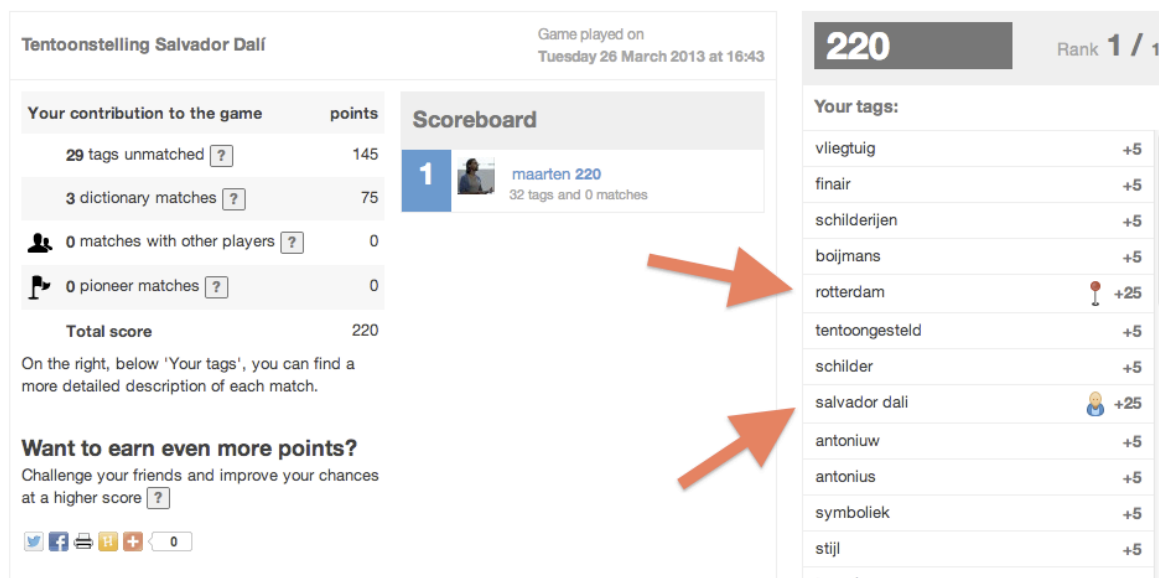 Tentoonstelling Salvador Dalí
Game played on
Tuesday 26 March 2013 at 16:43
Your contribution to the game points
29 tags unmatched ? 145
3 dictionary matches ? 75
0 matches with other players ? 0
0 pioneer matches ? 0
Total score 220
On the right, below 'Your tags', you can find a
more detailed description of each match.
Want to earn even more points?
Challenge your friends and improve your chances
at a higher score ?
0
Scoreboard
1 maarten 220
32 tags and 0 matches
220 Rank 1 / 1
Your tags:
vliegtuig +5
finair +5
schilderijen +5
boijmans +5
rotterdam +25
tentoongesteld +5
schilder +5
salvador dali +25
antoniuw +5
antonius +5
symboliek +5
stijl +5